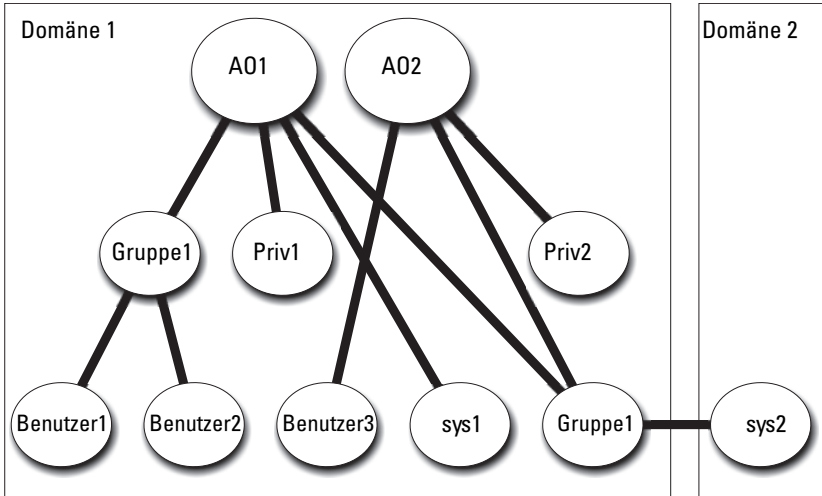 Domäne 1
Domäne 2
AO1
AO2
Gruppe1
Priv1
Priv2
Benutzer1
Benutzer2
Benutzer3
sys1
Gruppe1
sys2